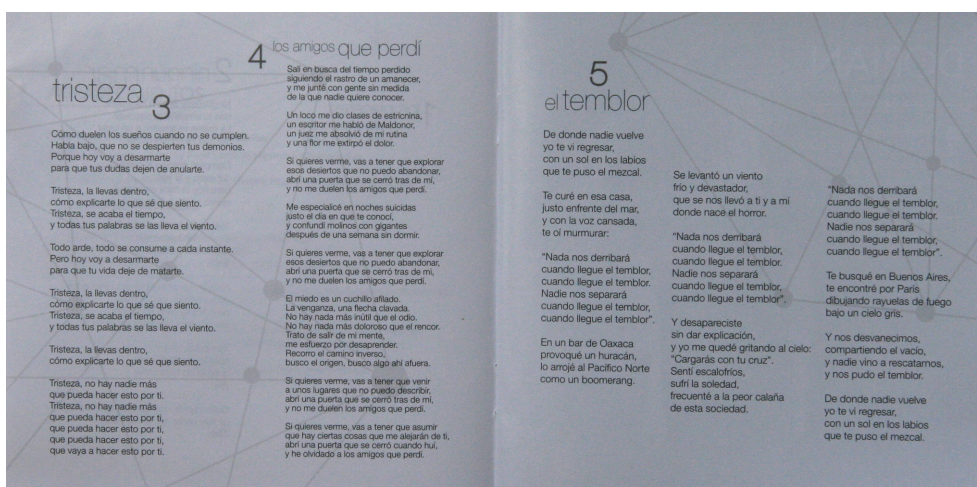 tristeza 3
Cómo duelen los sueños cuando no se cumplen.
Habla bajo, que no se despierten tus demonios.
Porque hoy voy a desarmarte
para que tus dudas dejen de anularte.
Tristeza, la llevas dentro,
cómo explicarte lo que sé que siento.
Tristeza, se acaba el tiempo,
y todas tus palabras se las lleva el viento.
Todo arde, todo se consume a cada instante.
Pero hoy voy a desarmarte
para que tu vida deje de matarte.
Tristeza, la llevas dentro,
cómo explicarte lo que sé que siento.
Tristeza, se acaba el tiempo,
y todas tus palabras se las lleva el viento.
Tristeza, la llevas dentro,
cómo explicarte lo que sé que siento.
Tristeza, no hay nadie más
que pueda hacer esto por ti.
Tristeza, no hay nadie más
que pueda hacer esto por ti,
que pueda hacer esto por ti,
que pueda hacer esto por ti,
que vaya a hacer esto por ti.
4 los amigos que perdí
Salí en busca del tiempo perdido
siguiendo el rastro de un amanecer,
y me junté con gente sin medida
de la que nadie quiere conocer.
Un loco me dio clases de estricnina,
un escritor me habló de Maldonor,
un juez me absolvió de mi rutina
y una flor me extirpó el dolor.
Si quieres verme, vas a tener que explorar
esos desiertos que no puedo abandonar,
abrí una puerta que se cerró tras de mí,
y no me duelen los amigos que perdí.
Me especialicé en noches suicidas
justo el día en que te conocí,
y confundí molinos con gigantes
después de una semana sin dormir.
Si quieres verme, vas a tener que explorar
esos desiertos que no puedo abandonar,
abrí una puerta que se cerró tras de mí,
y no me duelen los amigos que perdí.
El miedo es un cuchillo afilado.
La venganza, una flecha clavada.
No hay nada más inútil que el odio.
No hay nada más doloroso que el rencor.
Trato de salir de mi mente,
me esfuerzo por desaprender.
Recorro el camino inverso,
busco el origen, busco algo ahí afuera.
Si quieres verme, vas a tener que venir
a unos lugares que no puedo describir,
abrí una puerta que se cerró tras de mí,
y no me duelen los amigos que perdí.
Si quieres verme, vas a tener que asumir
que hay ciertas cosas que me alejarán de ti,
abrí una puerta que se cerró cuando huí,
y he olvidado a los amigos que perdí.
5
el temblor
De donde nadie vuelve
yo te vi regresar,
con un sol en los labios
que te puso el mezcal.
Te curé en esa casa,
justo enfrente del mar,
y con la voz cansada,
te oí murmurar:
"Nada nos derribará
cuando llegue el temblor,
cuando llegue el temblor.
Nadie nos separará
cuando llegue el temblor,
cuando llegue el temblor".
En un bar de Oaxaca
provoqué un huracán,
lo arrojé al Pacífico Norte
como un boomerang.
Se levantó un viento
frío y devastador,
que se nos llevó a ti y a mí
donde nace el horror.
"Nada nos derribará
cuando llegue el temblor,
cuando llegue el temblor.
Nadie nos separará
cuando llegue el temblor,
cuando llegue el temblor".
Y desapareciste
sin dar explicación,
y yo me quedé gritando al cielo:
"Cargarás con tu cruz".
Sentí escalofríos,
sufrí la soledad,
frecuenté a la peor calaña
de esta sociedad.
"Nada nos derribará
cuando llegue el temblor,
cuando llegue el temblor.
Nadie nos separará
cuando llegue el temblor,
cuando llegue el temblor".
Te busqué en Buenos Aires,
te encontré por París
dibujando rayuelas de fuego
bajo un cielo gris.
Y nos desvanecimos,
compartiendo el vacío,
y nadie vino a rescatarnos,
y nos pudo el temblor.
De donde nadie vuelve
yo te vi regresar,
con un sol en los labios
que te puso el mezcal.